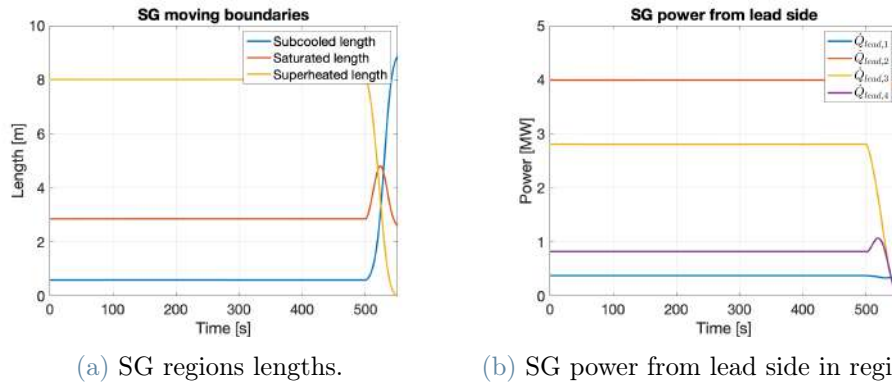 SG moving boundaries
Subcooled length
Saturated length
Superheated length
Length [m]
10
8
6
4
2
0
0 100 200 300 400 500
Time [s]
(a) SG regions lengths.
SG power from lead side
Q̇lead,1
Q̇lead,2
Q̇lead,3
Q̇lead,4
Power [MW]
5
4
3
2
1
0
0 100 200 300 400 500
Time [s]
(b) SG power from lead side in regi